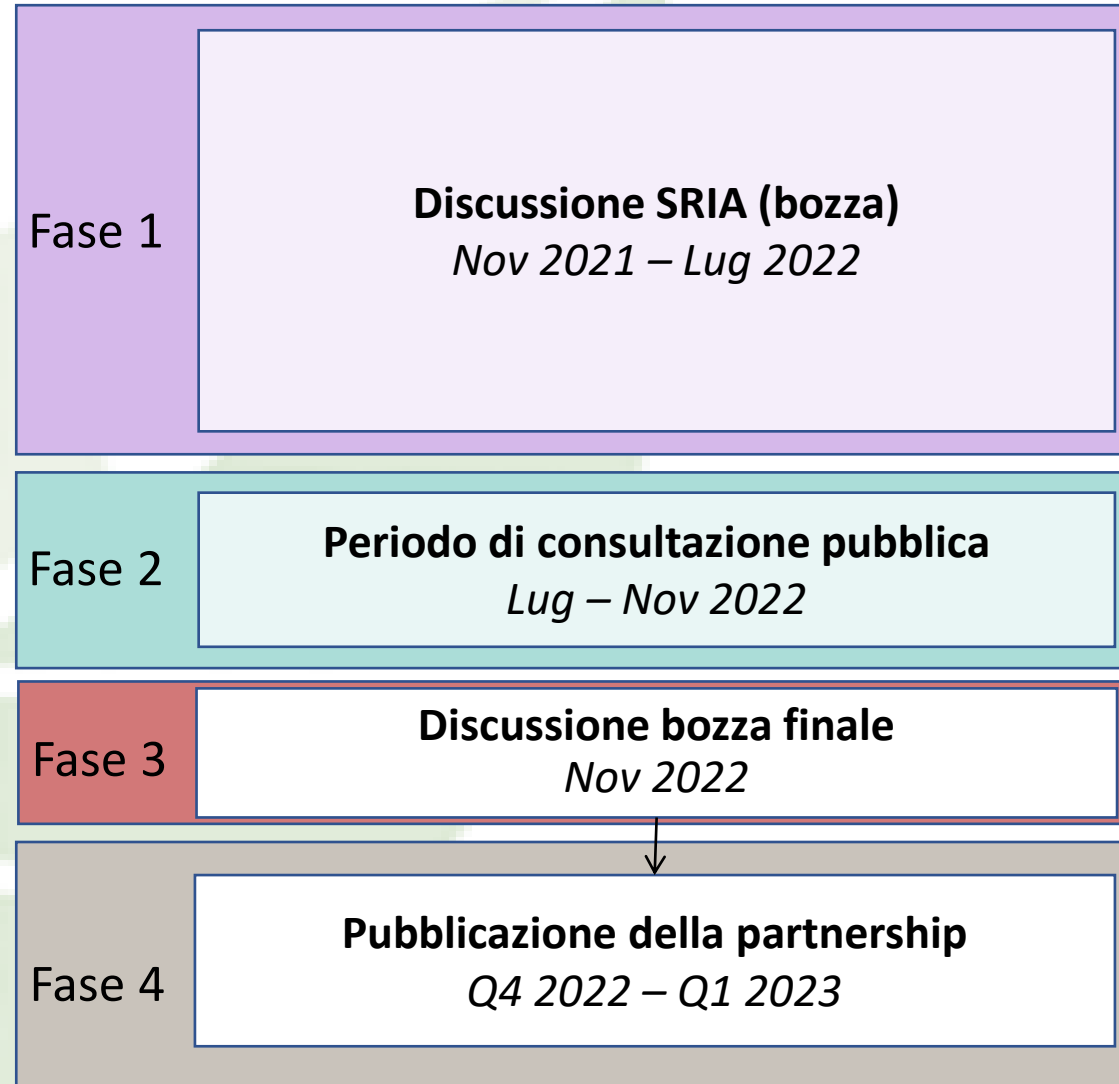 Fase 1
Discussione SRIA (bozza)
Nov 2021 – Lug 2022
Fase 2
Periodo di consultazione pubblica
Lug – Nov 2022
Fase 3
Discussione bozza finale
Nov 2022
Fase 4
Pubblicazione della partnership
Q4 2022 – Q1 2023